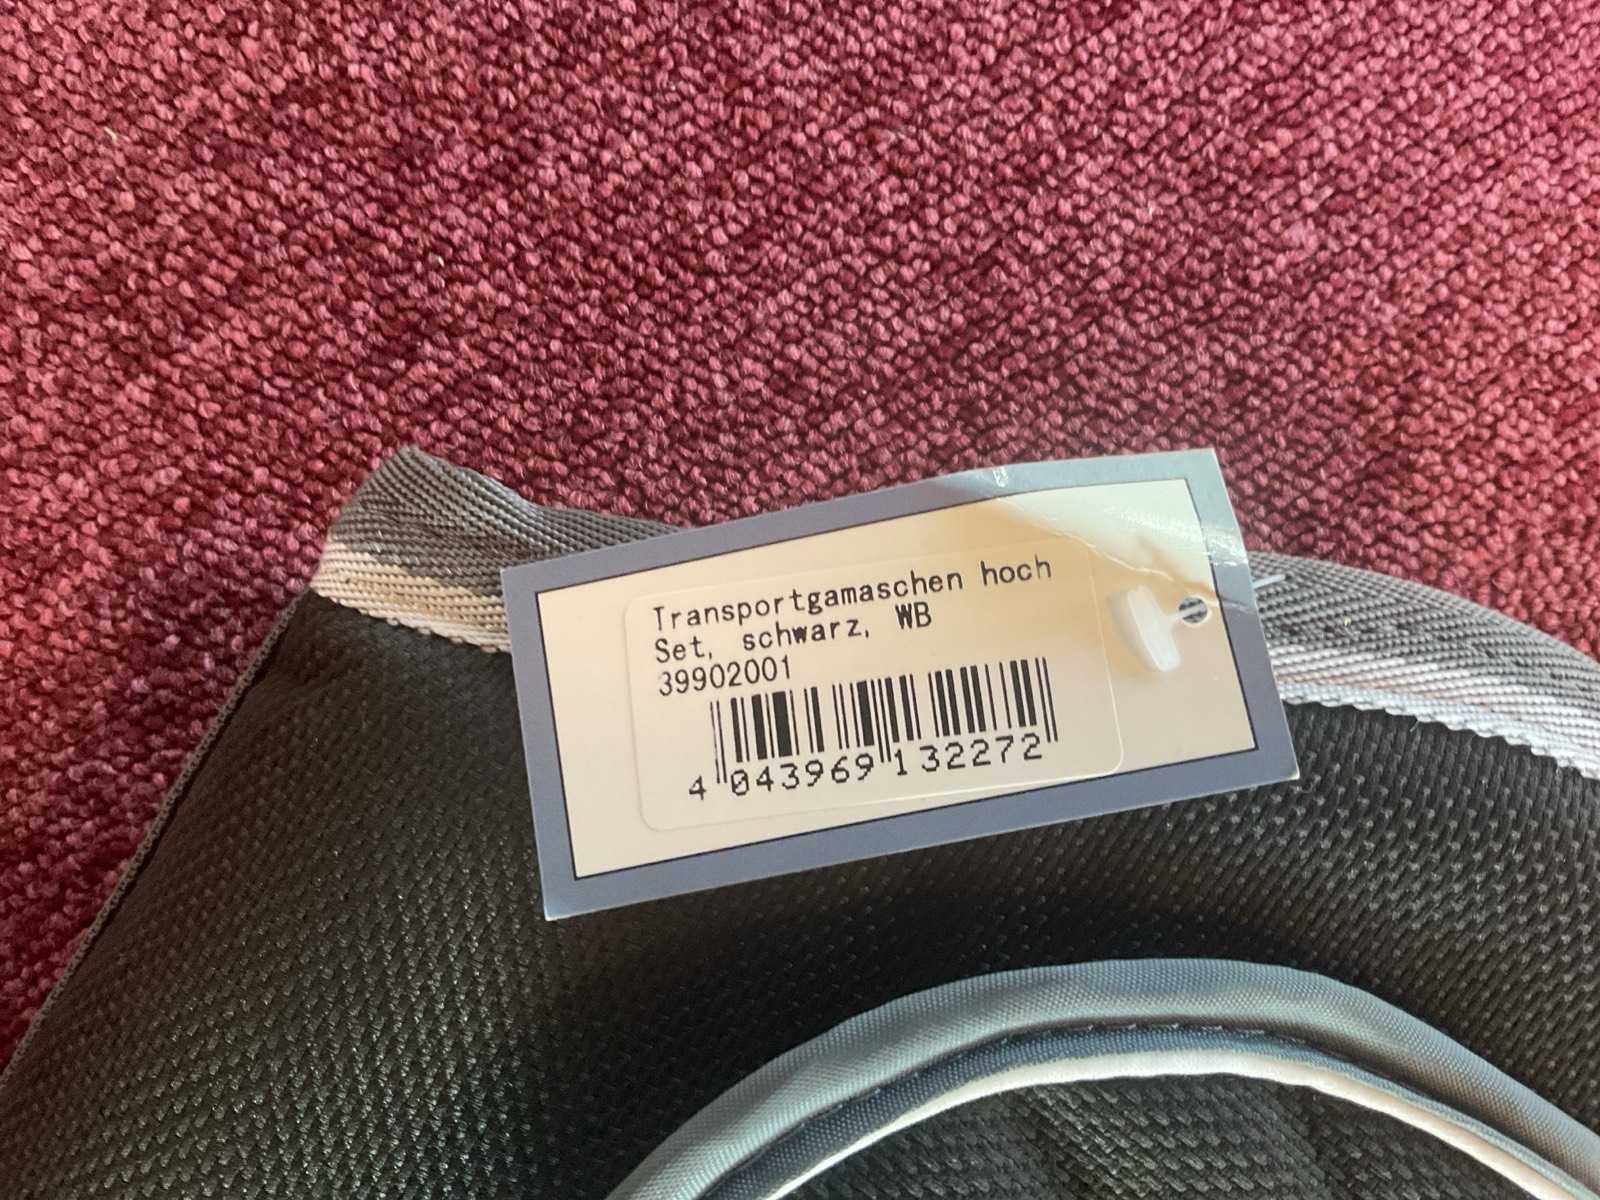 Transportgamaschen hoch
Set, schwarz, WB
39902001
4 043969 132272